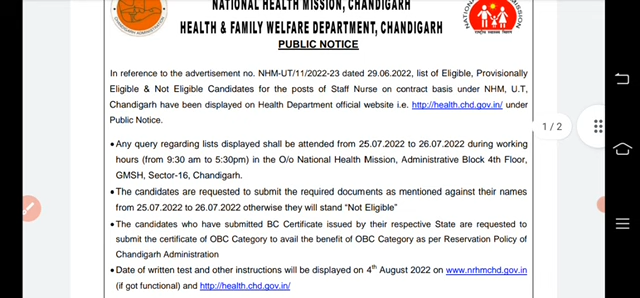 NATIONAL HEALTH MISSION, CHANDIGARH
HEALTH & FAMILY WELFARE DEPARTMENT, CHANDIGARH
PUBLIC NOTICE
In reference to the advertisement no. NHM-UT/11/2022-23 dated 29.06.2022, list of Eligible, Provisionally
Eligible & Not Eligible Candidates for the posts of Staff Nurse on contract basis under NHM, U.T,
Chandigarh have been displayed on Health Department official website i.e. http://health.chd.gov.in/ under
Public Notice.
1 / 2
• Any query regarding lists displayed shall be attended from 25.07.2022 to 26.07.2022 during working
hours (from 9:30 am to 5:30pm) in the O/o National Health Mission, Administrative Block 4th Floor,
GMSH, Sector-16, Chandigarh.
• The candidates are requested to submit the required documents as mentioned against their names
from 25.07.2022 to 26.07.2022 otherwise they will stand “Not Eligible”
• The candidates who have submitted BC Certificate issued by their respective State are requested to
submit the certificate of OBC Category to avail the benefit of OBC Category as per Reservation Policy of
Chandigarh Administration
• Date of written test and other instructions will be displayed on 4th August 2022 on www.nrhmchd.gov.in
(if got functional) and http://health.chd.gov.in/